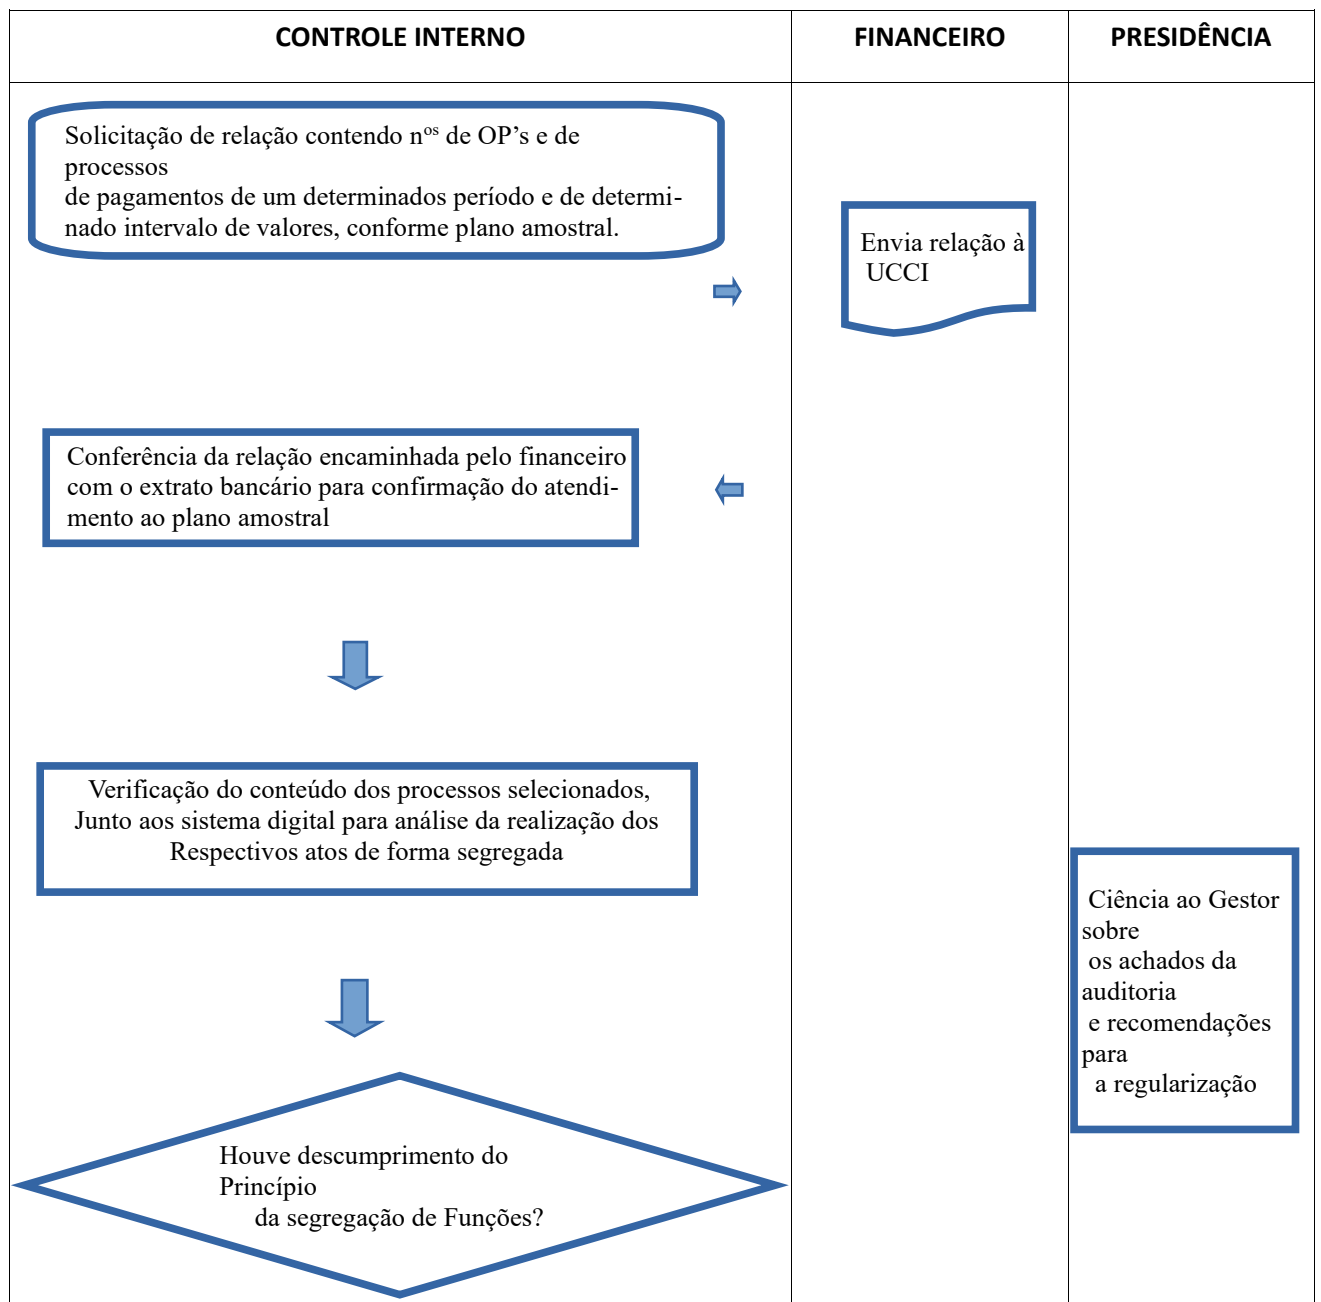 CONTROLE INTERNO
FINANCEIRO
PRESIDÊNCIA
Solicitação de relação contendo nºs de OP’s e de
processos
de pagamentos de um determinados período e de determi-
nado intervalo de valores, conforme plano amostral.
Envia relação à
UCCI
Conferência da relação encaminhada pelo financeiro
com o extrato bancário para confirmação do atendi-
mento ao plano amostral
Verificação do conteúdo dos processos selecionados,
Junto aos sistema digital para análise da realização dos
Respectivos atos de forma segregada
Ciência ao Gestor
sobre
os achados da
auditoria
e recomendações
para
a regularização
Houve descumprimento do
Princípio
da segregação de Funções?